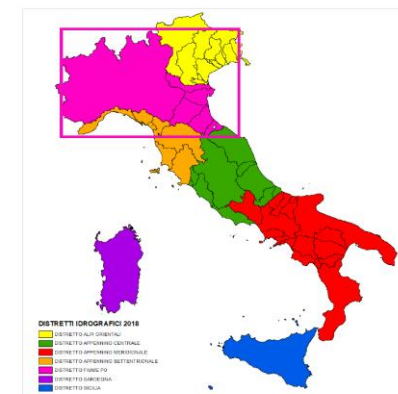 DISTRETTI IDROGRAFICI 2018
DISTRETTO ALPI ORIENTALI
DISTRETTO APPENNINO CENTRALE
DISTRETTO APPENNINO MERIDIONALE
DISTRETTO APPENNINO SETTENTRIONALE
DISTRETTO FIUME PO
DISTRETTO SARDEGNA
DISTRETTO SICILIA